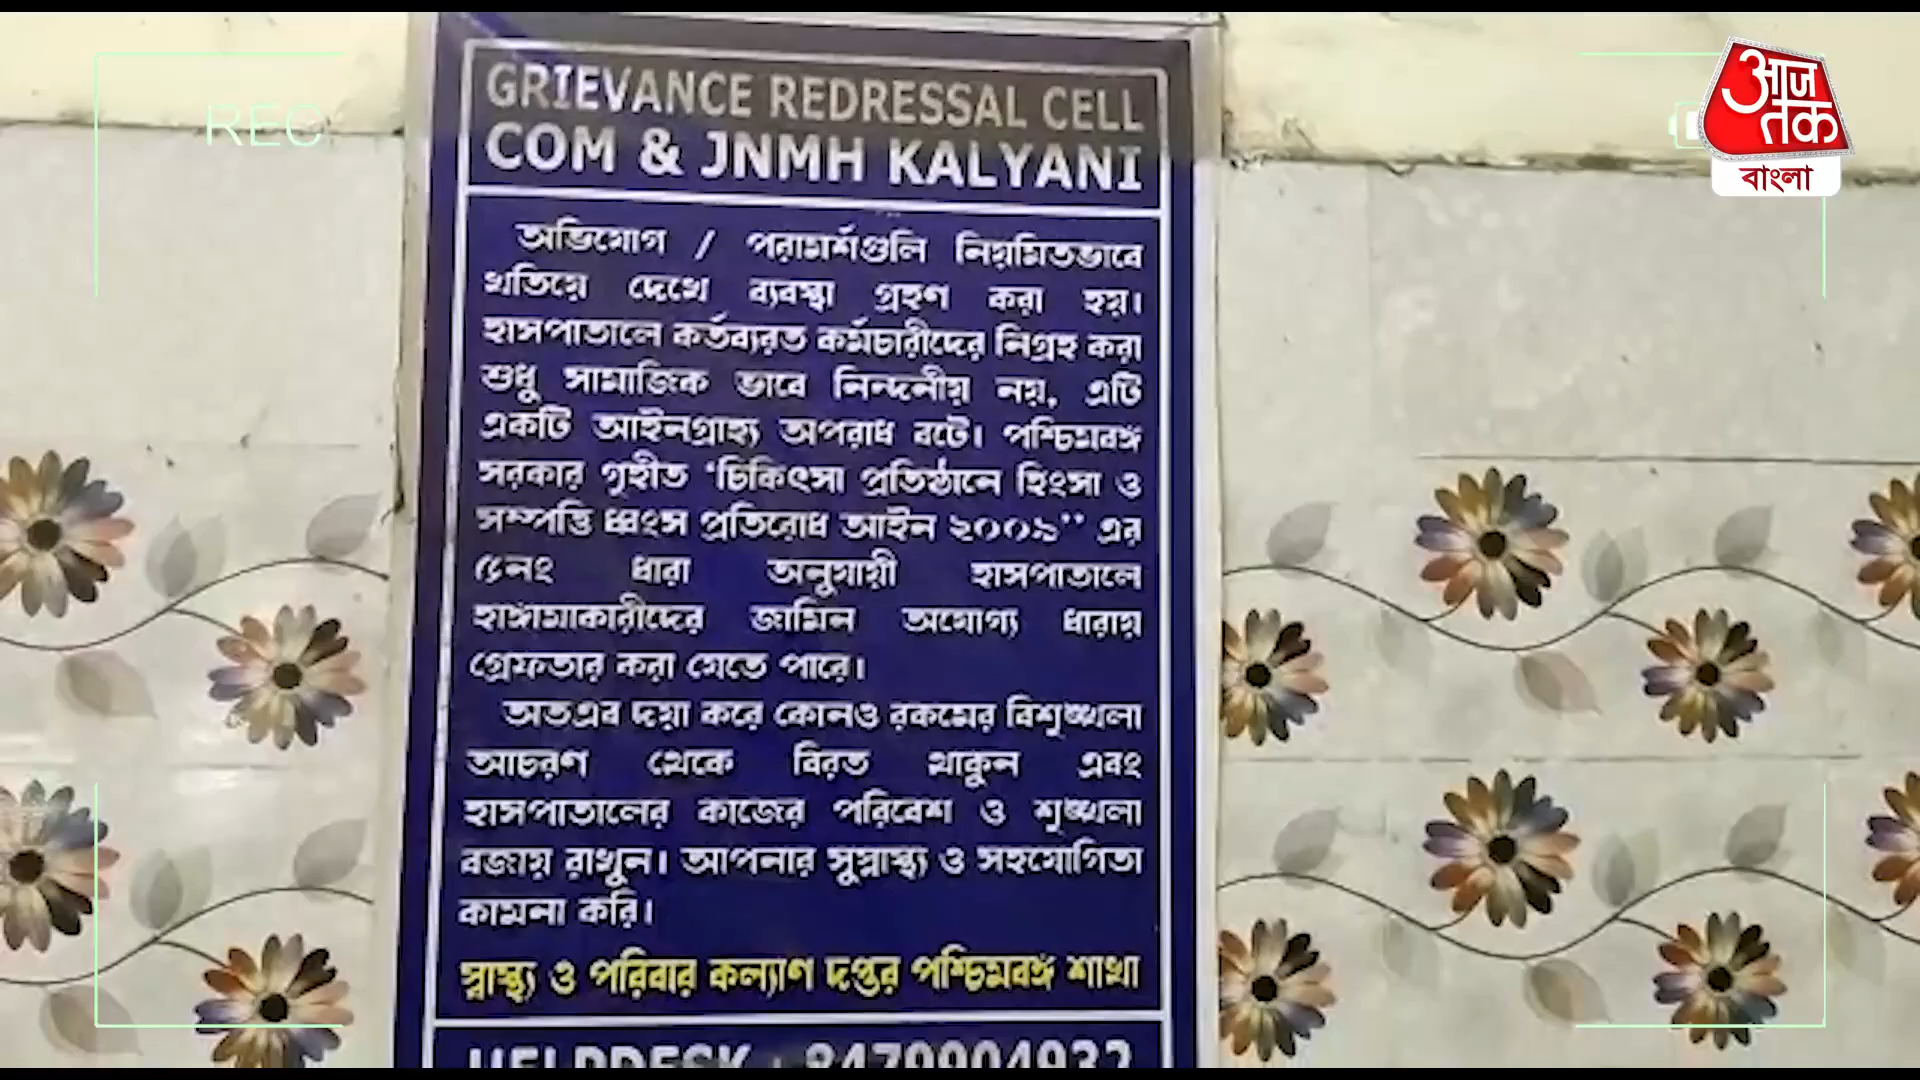 REC
আজ
तक
বাংলা
GRIEVANCE REDRESSAL CELL
COM & JNMH KALYANI
অভিযোগ / পরামর্শগুলি নিয়মিতভাবে
খতিয়ে দেখে ব্যবস্থা গ্রহণ করা হয়।
হাসপাতালে কর্তব্যরত কর্মচারীদের নিগ্রহ করা
শুধু সামাজিক ভাবে নিন্দনীয় নয়, এটি
একটি আইনগ্রাহ্য অপরাধ বটে। পশ্চিমবঙ্গ
সরকার গৃহীত ‘চিকিৎসা প্রতিষ্ঠানে হিংসা ও
সম্পত্তি ধ্বংস প্রতিরোধ আইন ২০০৯’’ এর
৫নং ধারা অনুযায়ী হাসপাতালে
হাঙ্গামাকারীদের জামিন অযোগ্য ধারায়
গ্রেফতার করা যেতে পারে।
অতএব দয়া করে কোনও রকমের বিশৃঙ্খলা
আচরণ থেকে বিরত থাকুন এবং
হাসপাতালের কাজের পরিবেশ ও শৃঙ্খলা
বজায় রাখুন। আপনার সুস্বাস্থ্য ও সহযোগিতা
কামনা করি।
স্বাস্থ্য ও পরিবার কল্যাণ দপ্তর পশ্চিমবঙ্গ শাখা
HELPDESK : 8479904932